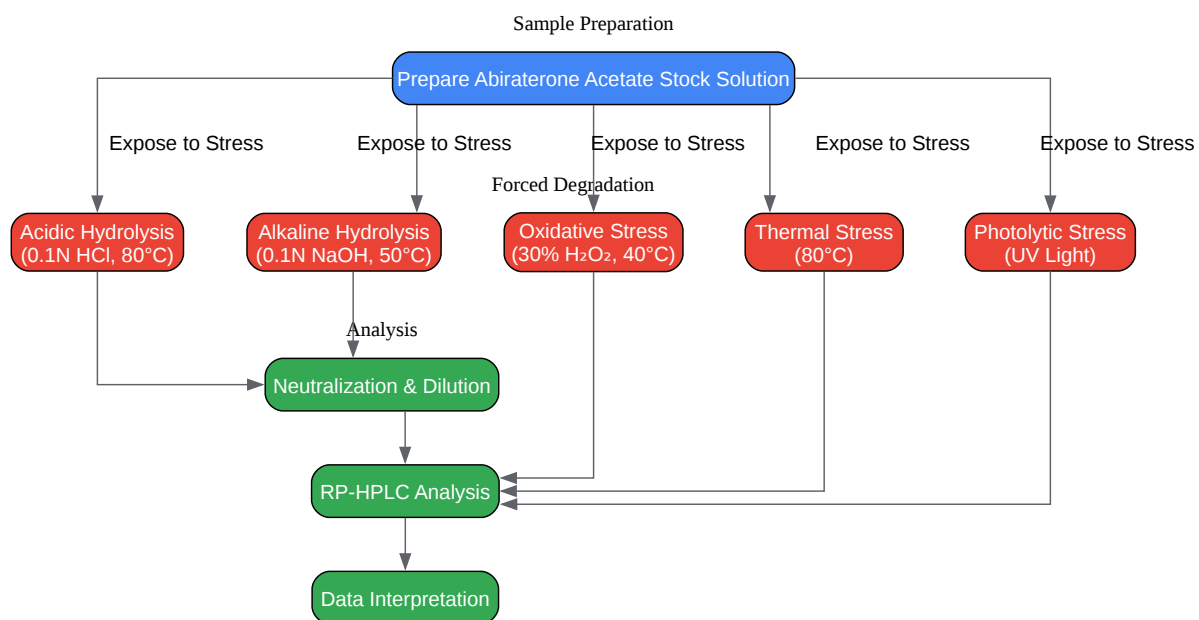 Sample Preparation
Prepare Abiraterone Acetate Stock Solution
Expose to Stress
Expose to Stress
Expose to Stress
Expose to Stress
Expose to Stress
Forced Degradation
Acidic Hydrolysis
(0.1N HCl, 80°C)
Alkaline Hydrolysis
(0.1N NaOH, 50°C)
Oxidative Stress
(30% H₂O₂, 40°C)
Thermal Stress
(80°C)
Photolytic Stress
(UV Light)
Analysis
Neutralization & Dilution
RP-HPLC Analysis
Data Interpretation